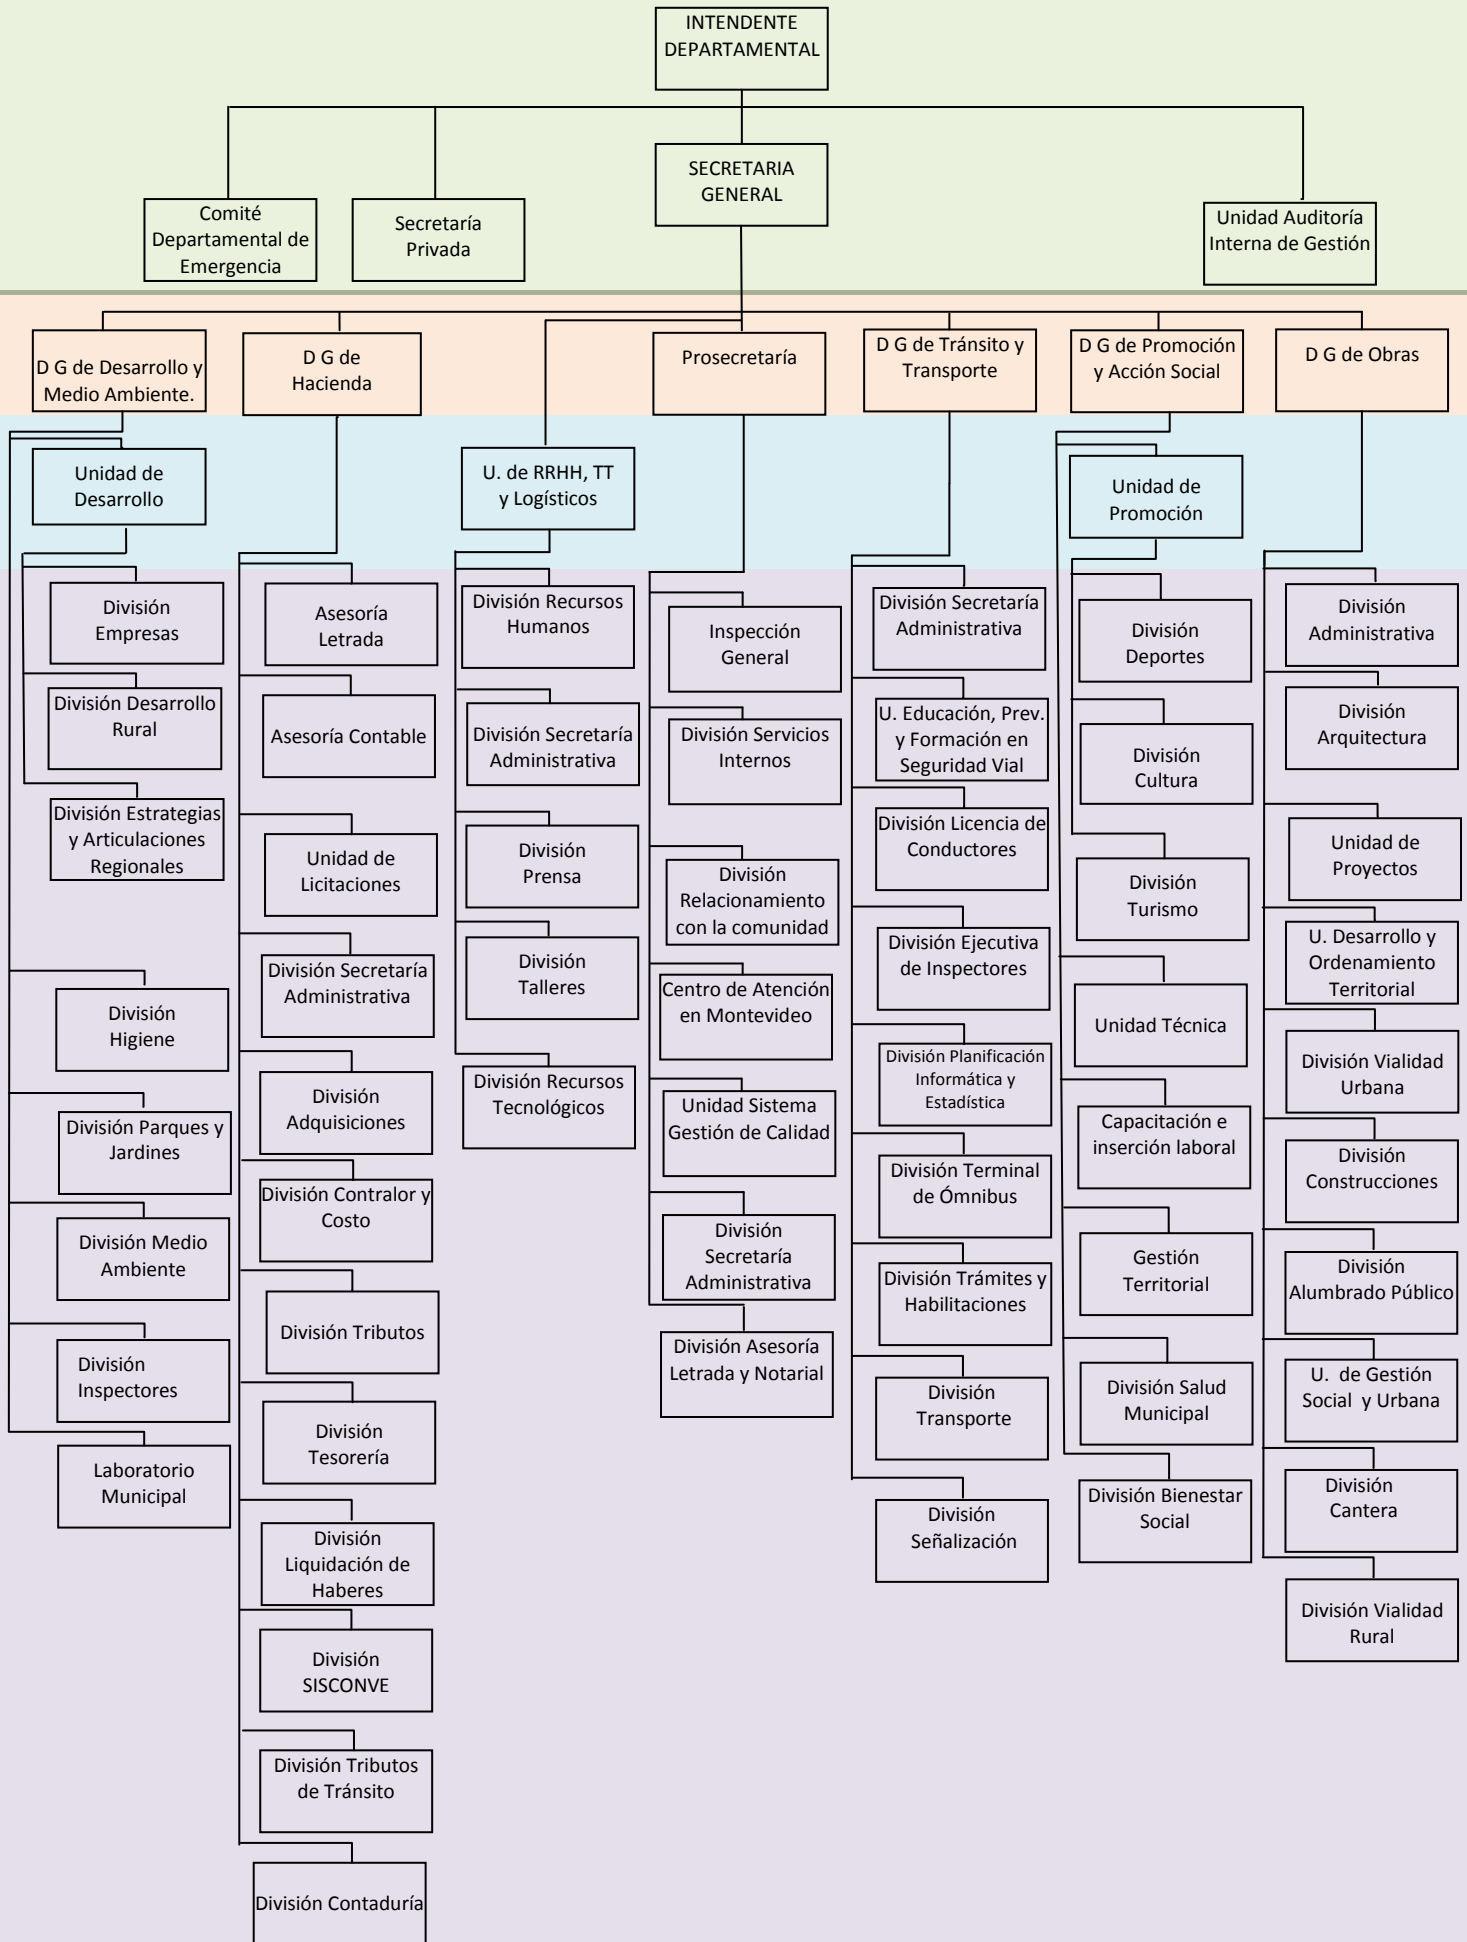 INTENDENTE
DEPARTAMENTAL
SECRETARIA
GENERAL
Comité
Departamental de
Emergencia
Secretaría
Privada
Unidad Auditoría
Interna de Gestión
D G de Desarrollo y
Medio Ambiente.
D G de
Hacienda
Prosecretaría
D G de Tránsito y
Transporte
D G de Promoción
y Acción Social
D G de Obras
Unidad de
Desarrollo
U. de RRHH, TT
y Logísticos
Unidad de
Promoción
División
Empresas
División Desarrollo
Rural
División Estrategias
y Articulaciones
Regionales
División
Higiene
División Parques y
Jardines
División Medio
Ambiente
División
Inspectores
Laboratorio
Municipal
Asesoría
Letrada
Asesoría Contable
Unidad de
Licitaciones
División Secretaría
Administrativa
División
Adquisiciones
División Contralor y
Costo
División Tributos
División
Tesorería
División
Liquidación de
Haberes
División
SISCONVE
División Tributos
de Tránsito
División Contaduría
División Recursos
Humanos
División Secretaría
Administrativa
División
Prensa
División
Talleres
División Recursos
Tecnológicos
Inspección
General
División Servicios
Internos
División
Relacionamiento
con la comunidad
Centro de Atención
en Montevideo
Unidad Sistema
Gestión de Calidad
División
Secretaría
Administrativa
División Asesoría
Letrada y Notarial
División Secretaría
Administrativa
U. Educación, Prev.
y Formación en
Seguridad Vial
División Licencia de
Conductores
División Ejecutiva
de Inspectores
División Planificación
Informática y
Estadística
División Terminal
de Ómnibus
División Trámites y
Habilitaciones
División
Transporte
División
Señalización
División
Deportes
División
Cultura
División
Turismo
Unidad Técnica
Capacitación e
inserción laboral
Gestión
Territorial
División Salud
Municipal
División Bienestar
Social
División
Administrativa
División
Arquitectura
Unidad de
Proyectos
U. Desarrollo y
Ordenamiento
Territorial
División Vialidad
Urbana
División
Construcciones
División
Alumbrado Público
U. de Gestión
Social y Urbana
División
Cantera
División Vialidad
Rural